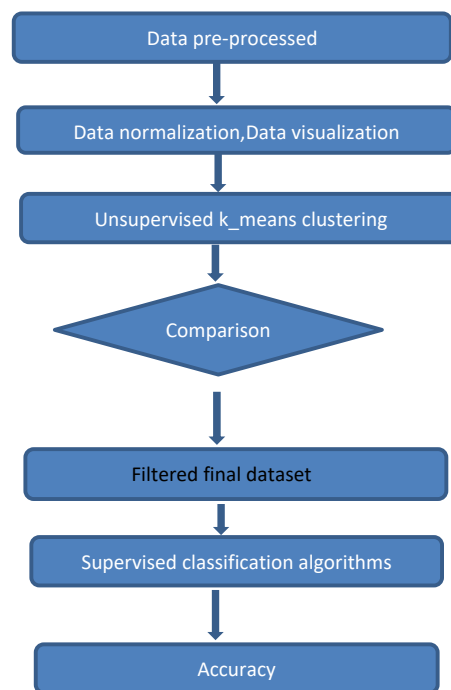 Data pre-processed
Data normalization,Data visualization
Unsupervised k_means clustering
Comparison
Filtered final dataset
Supervised classification algorithms
Accuracy